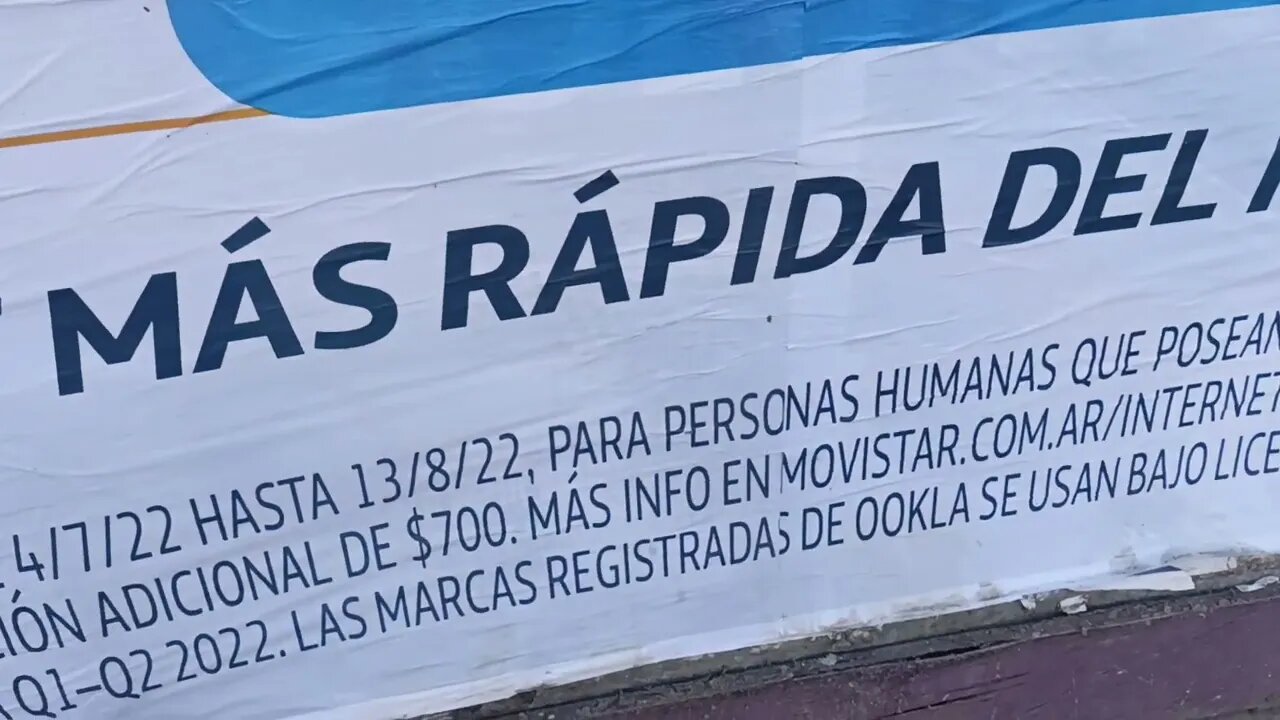 MÁS RÁPIDA DEL
4/7/22 HASTA 13/8/22, PARA PERSONAS HUMANAS QUE POSEAN
IÓN ADICIONAL DE $700. MÁS INFO EN MOVISTAR.COM.AR/INTERNET
Q1–Q2 2022. LAS MARCAS REGISTRADAS DE OOKLA SE USAN BAJO LICE